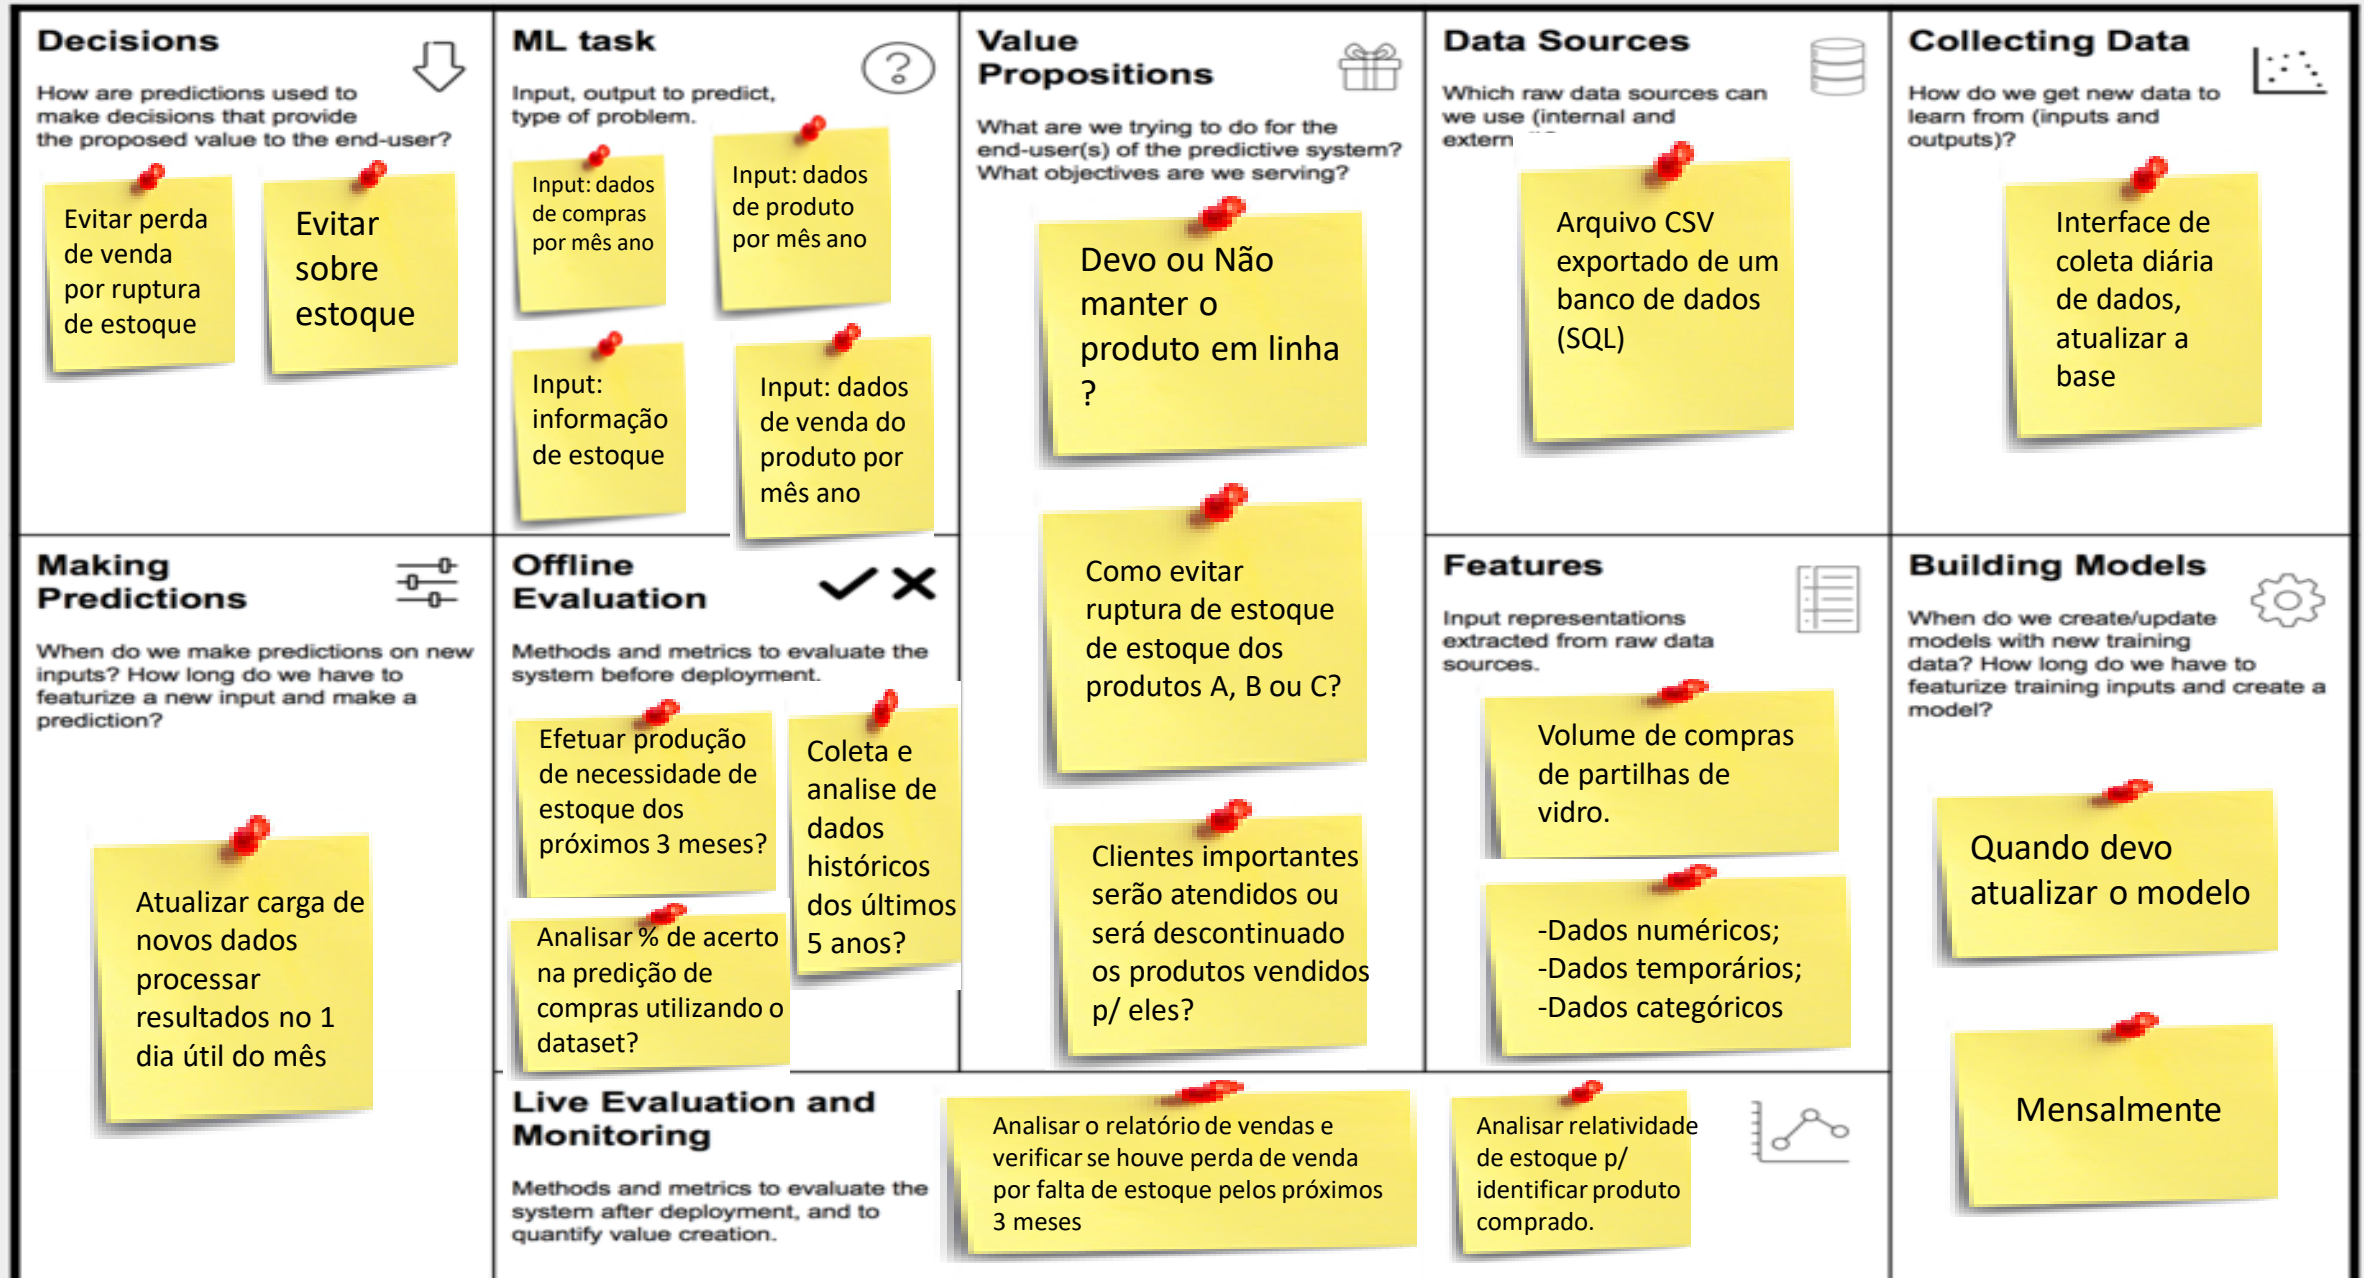 Decisions
How are predictions used to
make decisions that provide
the proposed value to the end-user?
Evitar perda
de venda
por ruptura
de estoque
Evitar
sobre
estoque
ML task
Input, output to predict,
type of problem.
Input: dados
de compras
por mês ano
Input: dados
de produto
por mês ano
Input:
informação
de estoque
Input: dados
de venda do
produto por
mês ano
Value
Propositions
What are we trying to do for the
end-user(s) of the predictive system?
What objectives are we serving?
Devo ou Não
manter o
produto em linha
?
Como evitar
ruptura de estoque
de estoque dos
produtos A, B ou C?
Clientes importantes
serão atendidos ou
será descontinuado
os produtos vendidos
p/ eles?
Data Sources
Which raw data sources can
we use (internal and
extern
Arquivo CSV
exportado de um
banco de dados
(SQL)
Collecting Data
How do we get new data to
learn from (inputs and
outputs)?
Interface de
coleta diária
de dados,
atualizar a
base
Making
Predictions
When do we make predictions on new
inputs? How long do we have to
featurize a new input and make a
prediction?
Atualizar carga de
novos dados
processar
resultados no 1
dia útil do mês
Offline
Evaluation
Methods and metrics to evaluate the
system before deployment.
Efetuar produção
de necessidade de
estoque dos
próximos 3 meses?
Coleta e
analise de
dados
históricos
dos últimos
5 anos?
Analisar % de acerto
na predição de
compras utilizando o
dataset?
Features
Input representations
extracted from raw data
sources.
Volume de compras
de partilhas de
vidro.
-Dados numéricos;
-Dados temporários;
-Dados categóricos
Building Models
When do we create/update
models with new training
data? How long do we have to
featurize training inputs and create a
model?
Quando devo
atualizar o modelo
Mensalmente
Live Evaluation and
Monitoring
Methods and metrics to evaluate the
system after deployment, and to
quantify value creation.
Analisar o relatório de vendas e
verificar se houve perda de venda
por falta de estoque pelos próximos
3 meses
Analisar relatividade
de estoque p/
identificar produto
comprado.